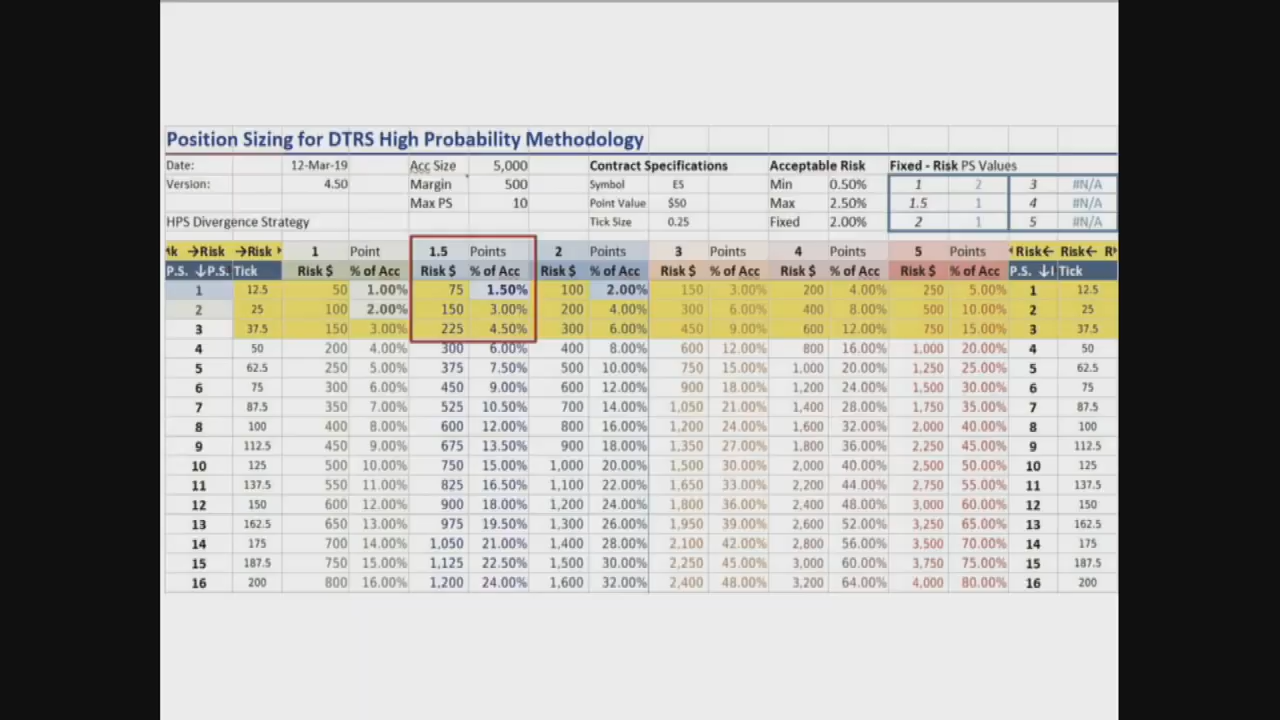 Position Sizing for DTRS High Probability Methodology
Date: 12-Mar-19 Acc Size 5,000 Contract Specifications Acceptable Risk Fixed - Risk PS Values
Version: 4.50 Margin 500 Symbol ES Min 0.50% 1 2 3 #N/A
Max PS 10 Point Value $50 Max 2.50% 1.5 1 4 #N/A
HPS Divergence Strategy Tick Size 0.25 Fixed 2.00% 2 1 5 #N/A
k →Risk →Risk 1 Point 1.5 Points 2 Points 3 Points 4 Points 5 Points Risk← Risk← R
P.S. ↓P.S. Tick Risk $ % of Acc Risk $ % of Acc Risk $ % of Acc Risk $ % of Acc Risk $ % of Acc Risk $ % of Acc P.S. ↓ Tick
1 12.5 50 1.00% 75 1.50% 100 2.00% 150 3.00% 200 4.00% 250 5.00% 1 12.5
2 25 100 2.00% 150 3.00% 200 4.00% 300 6.00% 400 8.00% 500 10.00% 2 25
3 37.5 150 3.00% 225 4.50% 300 6.00% 450 9.00% 600 12.00% 750 15.00% 3 37.5
4 50 200 4.00% 300 6.00% 400 8.00% 600 12.00% 800 16.00% 1,000 20.00% 4 50
5 62.5 250 5.00% 375 7.50% 500 10.00% 750 15.00% 1,000 20.00% 1,250 25.00% 5 62.5
6 75 300 6.00% 450 9.00% 600 12.00% 900 18.00% 1,200 24.00% 1,500 30.00% 6 75
7 87.5 350 7.00% 525 10.50% 700 14.00% 1,050 21.00% 1,400 28.00% 1,750 35.00% 7 87.5
8 100 400 8.00% 600 12.00% 800 16.00% 1,200 24.00% 1,600 32.00% 2,000 40.00% 8 100
9 112.5 450 9.00% 675 13.50% 900 18.00% 1,350 27.00% 1,800 36.00% 2,250 45.00% 9 112.5
10 125 500 10.00% 750 15.00% 1,000 20.00% 1,500 30.00% 2,000 40.00% 2,500 50.00% 10 125
11 137.5 550 11.00% 825 16.50% 1,100 22.00% 1,650 33.00% 2,200 44.00% 2,750 55.00% 11 137.5
12 150 600 12.00% 900 18.00% 1,200 24.00% 1,800 36.00% 2,400 48.00% 3,000 60.00% 12 150
13 162.5 650 13.00% 975 19.50% 1,300 26.00% 1,950 39.00% 2,600 52.00% 3,250 65.00% 13 162.5
14 175 700 14.00% 1,050 21.00% 1,400 28.00% 2,100 42.00% 2,800 56.00% 3,500 70.00% 14 175
15 187.5 750 15.00% 1,125 22.50% 1,500 30.00% 2,250 45.00% 3,000 60.00% 3,750 75.00% 15 187.5
16 200 800 16.00% 1,200 24.00% 1,600 32.00% 2,400 48.00% 3,200 64.00% 4,000 80.00% 16 200